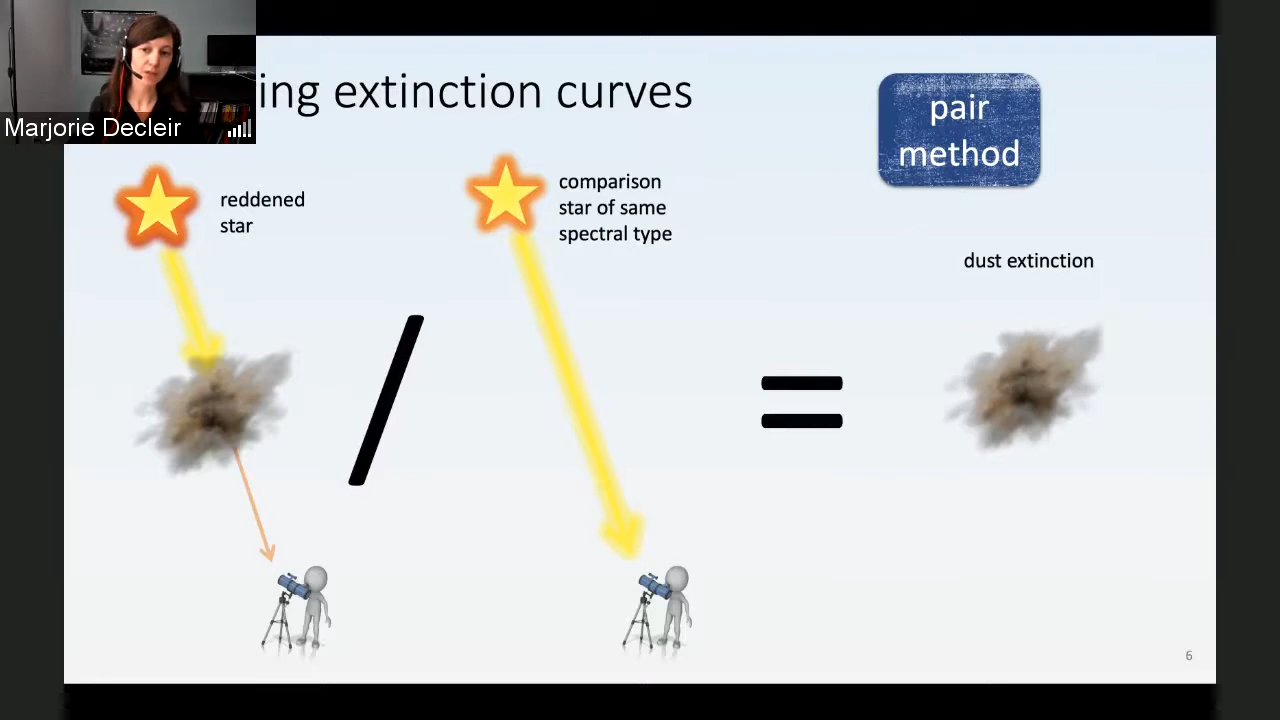 Marjorie Decleir
ing extinction curves
pair
method
reddened
star
comparison
star of same
spectral type
dust extinction
6